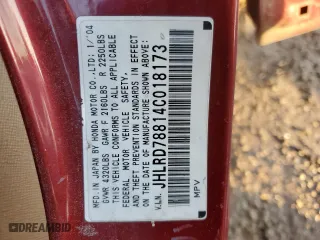 MFD. IN JAPAN BY HONDA MOTOR CO., LTD: 1/'04
GVWR 4320LBS GAWR F 2160LBS R 2250LBS
THIS VEHICLE CONFORMS TO ALL APPLICABLE
FEDERAL MOTOR VEHICLE SAFETY,
AND THEFT PREVENTION STANDARDS IN EFFECT
ON THE DATE OF MANUFACTURE SHOWN ABOVE.
V.I.N. JHLRD78814C018173
MPV